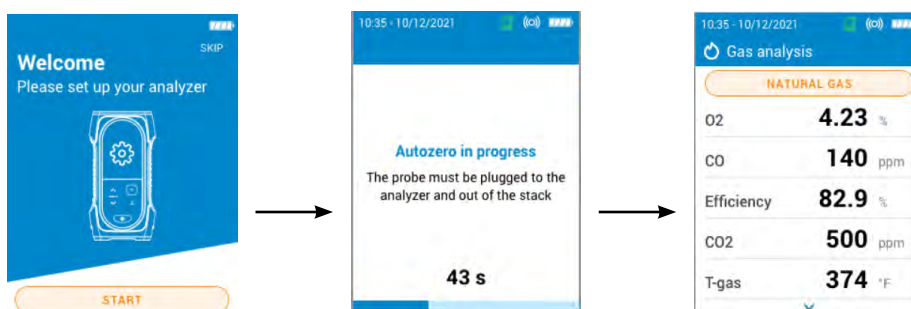 SKIP
Welcome
Please set up your analyzer
START
10:35 - 10/12/2021
Autozero in progress
The probe must be plugged to the
analyzer and out of the stack
43 s
10:35 - 10/12/2021
Gas analysis
NATURAL GAS
O2 4.23 %
CO 140 ppm
Efficiency 82.9 %
CO2 500 ppm
T-gas 374 °F